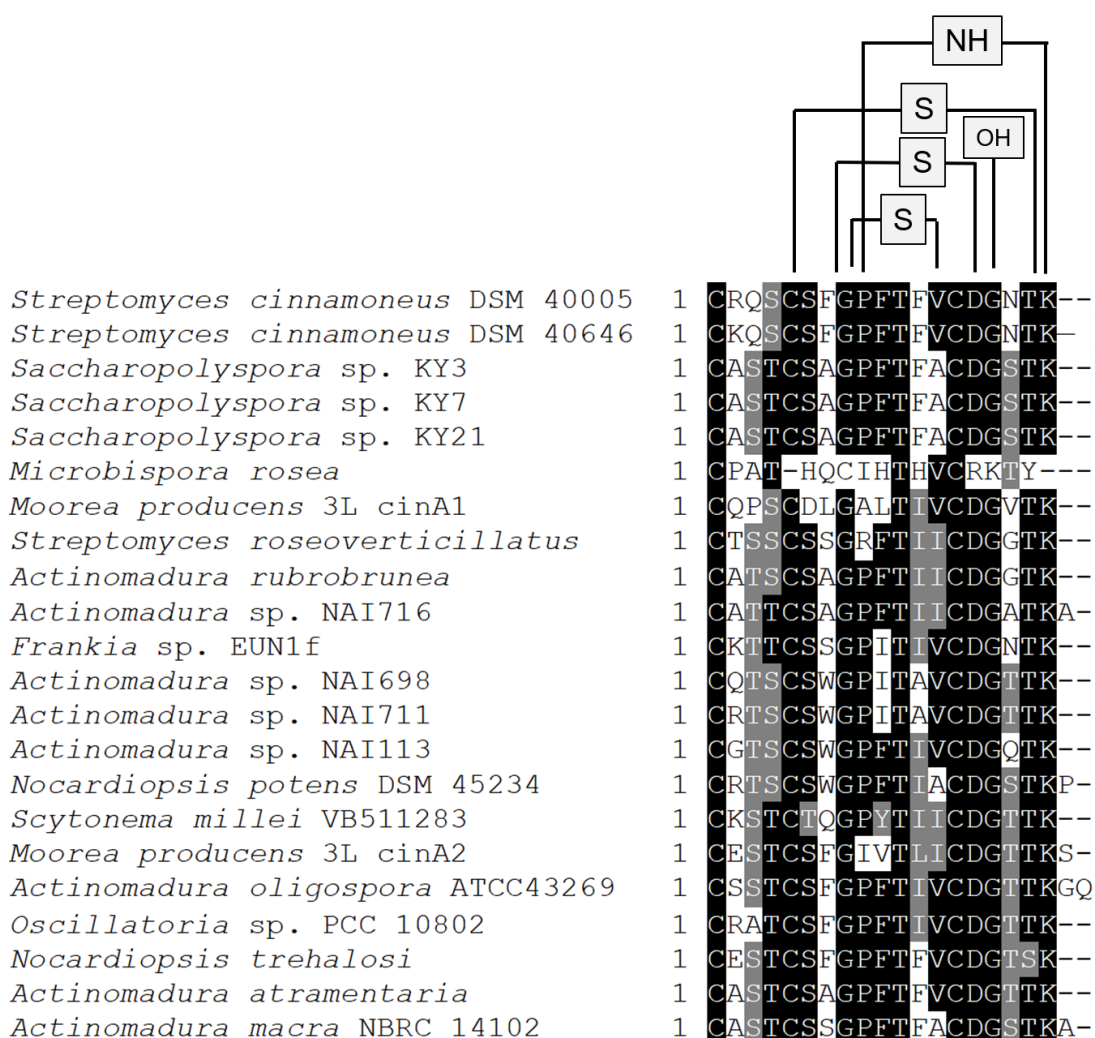 NH
S
OH
S
S
Streptomyces cinnamoneus DSM 40005 1 CRQSCSFGPFTFVCDGNTK--
Streptomyces cinnamoneus DSM 40646 1 CKQSCSFGPFTFVCDGNTK–
Saccharopolyspora sp. KY3 1 CASTCSAGPFTFACDGSTK--
Saccharopolyspora sp. KY7 1 CASTCSAGPFTFACDGSTK--
Saccharopolyspora sp. KY21 1 CASTCSAGPFTFACDGSTK--
Microbispora rosea 1 CPAT-HQCIHTHVCRKTY---
Moorea producens 3L cinA1 1 CQPSCDLGALTIVCDGVTK--
Streptomyces roseoverticillatus 1 CTSSCSSGRFTIICDGGTK--
Actinomadura rubrobrunea 1 CATSCSAGPFTIICDGGTK--
Actinomadura sp. NAI716 1 CATTCSAGPFTIICDGATKA-
Frankia sp. EUN1f 1 CKTTCSSGPITIVCDGNTK--
Actinomadura sp. NAI698 1 CQTSCSWGPITAVCDGTTK--
Actinomadura sp. NAI711 1 CRTSCSWGPITAVCDGTTK--
Actinomadura sp. NAI113 1 CGTSCSWGPFTIVCDGQTK--
Nocardiopsis potens DSM 45234 1 CRTSCSWGPFTIACDGSTKP-
Scytonema millei VB511283 1 CKSTCTQGPYTIICDGTTK--
Moorea producens 3L cinA2 1 CESTCSFGIVTLICDGTTKS-
Actinomadura oligospora ATCC43269 1 CSSTCSFGPFTIVCDGTTKGQ
Oscillatoria sp. PCC 10802 1 CRATCSFGPFTIVCDGTTK--
Nocardiopsis trehalosi 1 CESTCSFGPFTFVCDGTSK--
Actinomadura atramentaria 1 CASTCSAGPFTFVCDGTTK--
Actinomadura macra NBRC 14102 1 CASTCSSGPFTFACDGSTKA-